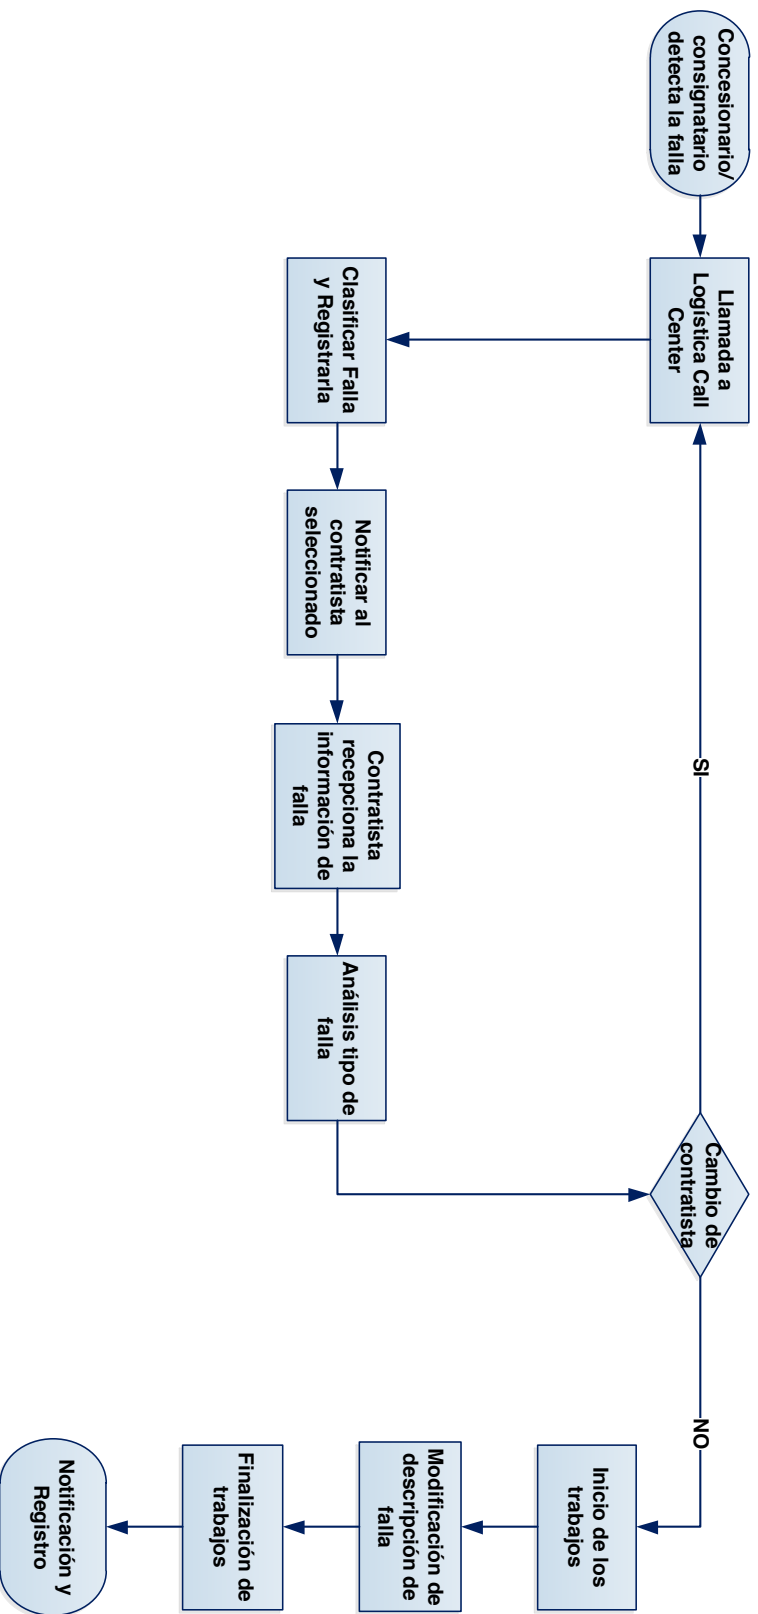 Concesionario/
consignatario
detecta la falla
Llamada a
Logística Call
Center
Clasificar Falla
y Registrarla
Notificar al
contratista
seleccionado
Contratista
recepciona la
información de
falla
Análisis tipo de
falla
Cambio de
contratista
SI
NO
Inicio de los
trabajos
Modificación de
descripción de
falla
Finalización de
trabajos
Notificación y
Registro